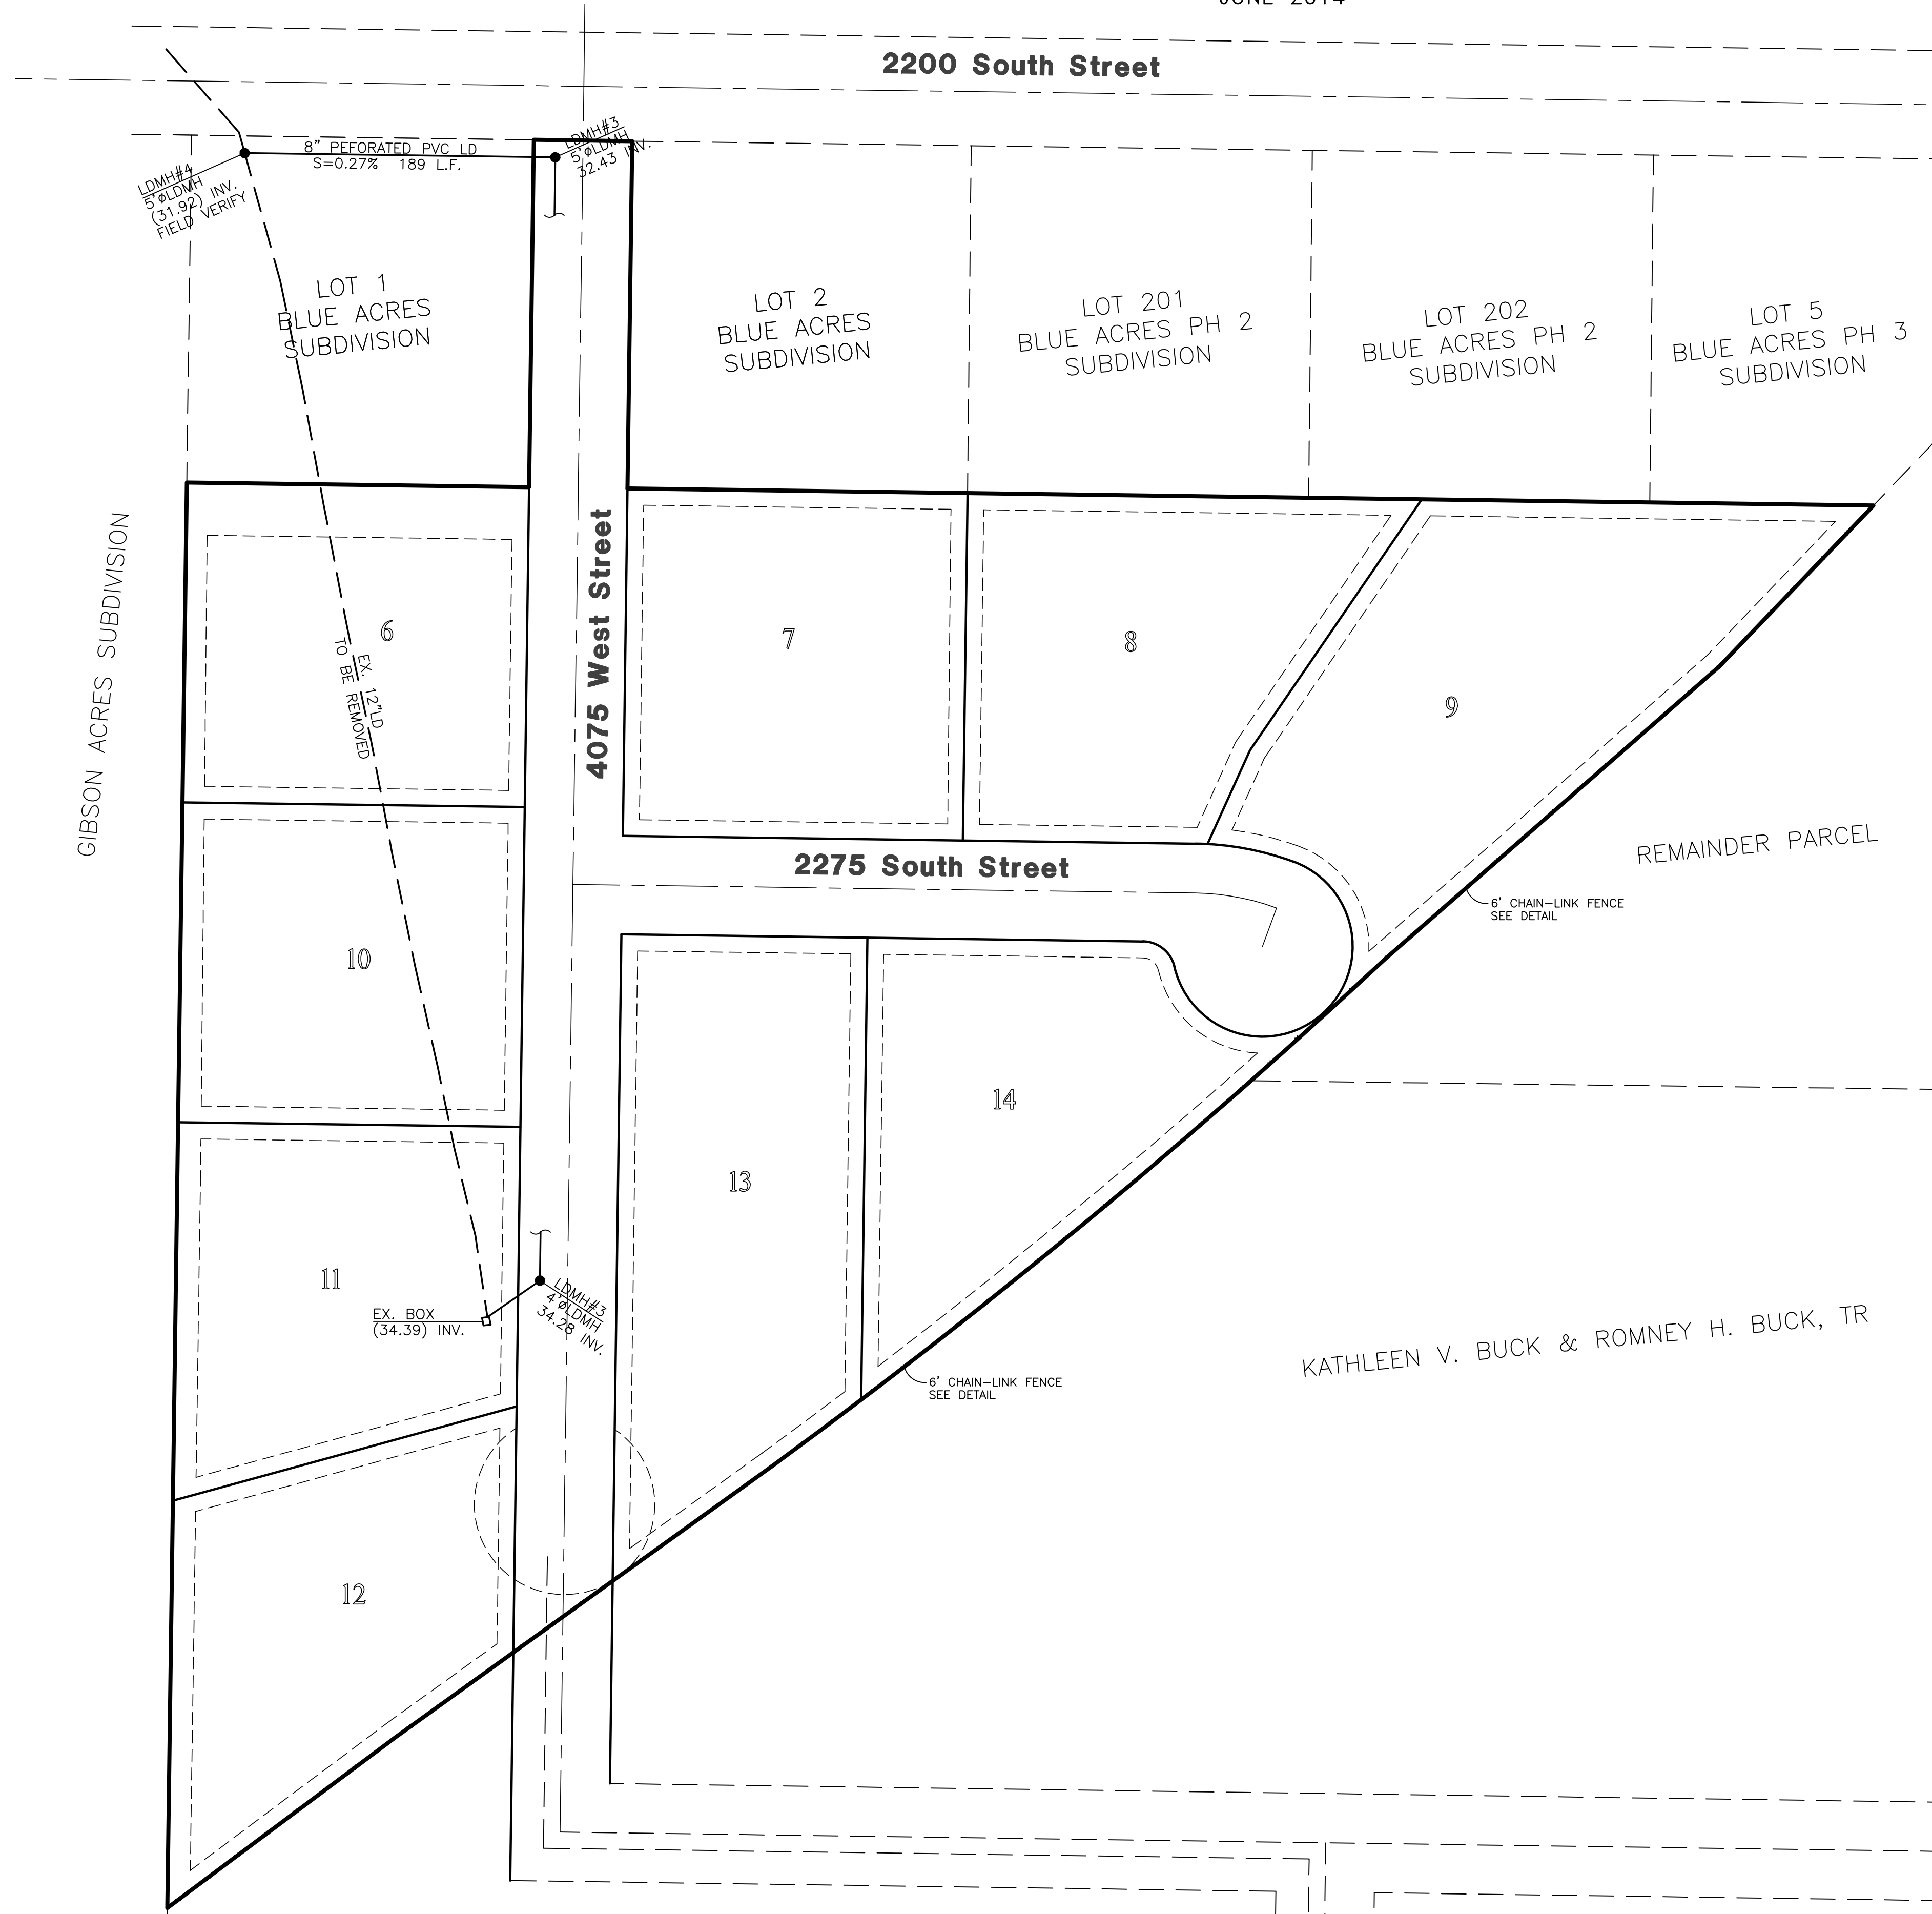 2200 South Street
8" PEFORATED PVC LD
S=0.27% 189 L.F.
LDMH#3
5'øLDMH
32.43 INV.
LDMH#4
5'øLDMH
(31.92) INV.
FIELD VERIFY
LOT 1
BLUE ACRES
SUBDIVISION
LOT 2
BLUE ACRES
SUBDIVISION
LOT 201
BLUE ACRES PH 2
SUBDIVISION
LOT 202
BLUE ACRES PH 2
SUBDIVISION
LOT 5
BLUE ACRES PH 3
SUBDIVISION
GIBSON ACRES SUBDIVISION
4075 West Street
6
7
8
9
EX. 12"LD
TO BE REMOVED
2275 South Street
REMAINDER PARCEL
6' CHAIN-LINK FENCE
SEE DETAIL
10
14
13
11
LDMH#3
4'øLDMH
34.28 INV.
EX. BOX
(34.39) INV.
KATHLEEN V. BUCK & ROMNEY H. BUCK, TR
6' CHAIN-LINK FENCE
SEE DETAIL
12